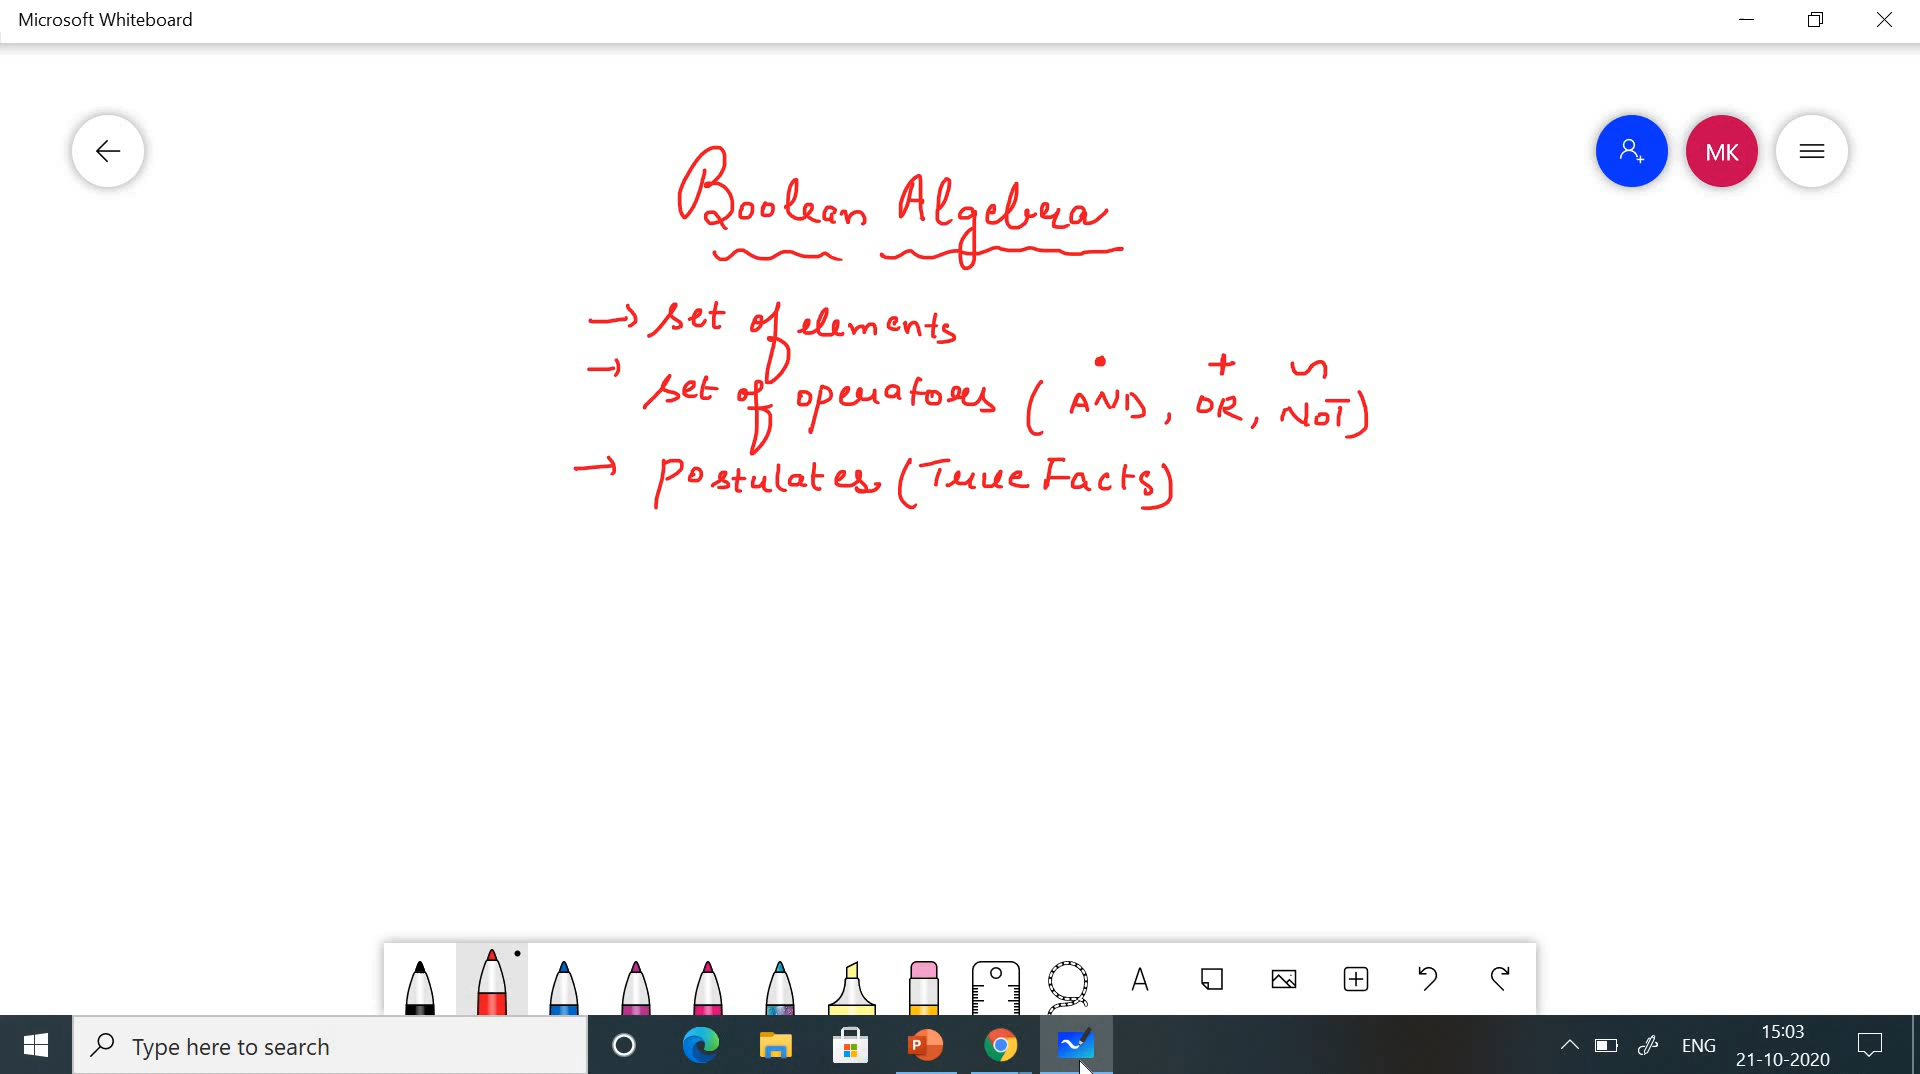 Microsoft Whiteboard
MK
Boolean Algebra
→ set of elements
. + ~
→ set of operators ( AND , OR , NOT )
→ Postulates (True Facts)
A
Type here to search
ENG
15:03
21-10-2020